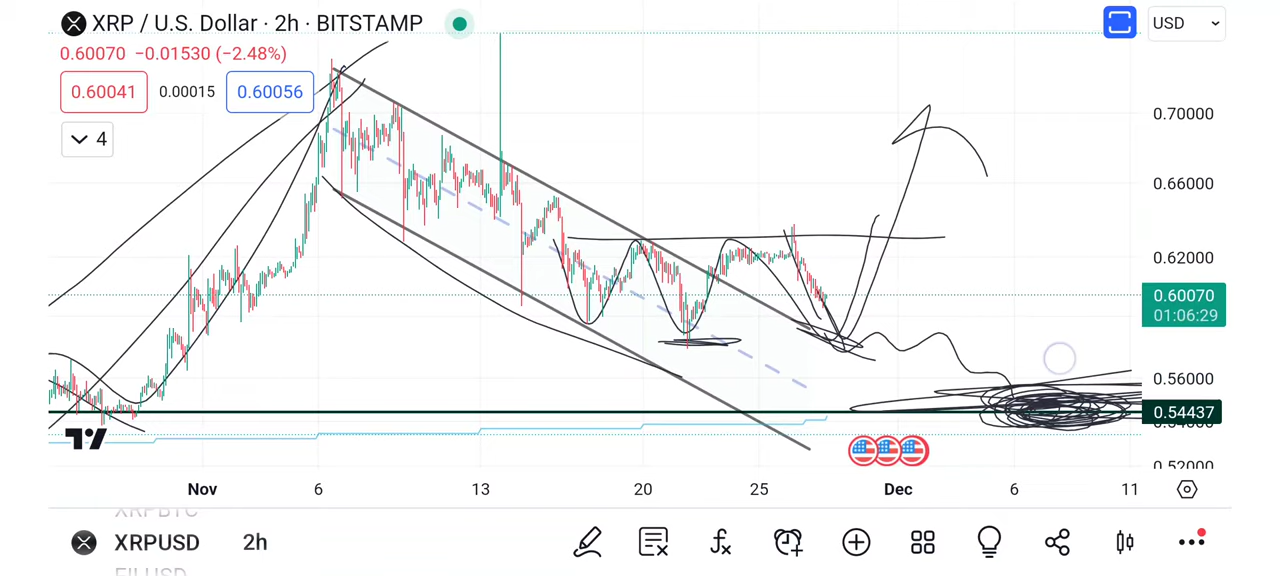 XRP / U.S. Dollar · 2h · BITSTAMP
USD
0.60070 −0.01530 (−2.48%)
0.60041
0.00015
0.60056
4
0.70000
0.66000
0.62000
0.60070
01:06:29
0.56000
0.54437
0.52000
Nov
6
13
20
25
Dec
6
11
XRPBTC
XRPUSD
2h
FILUSD